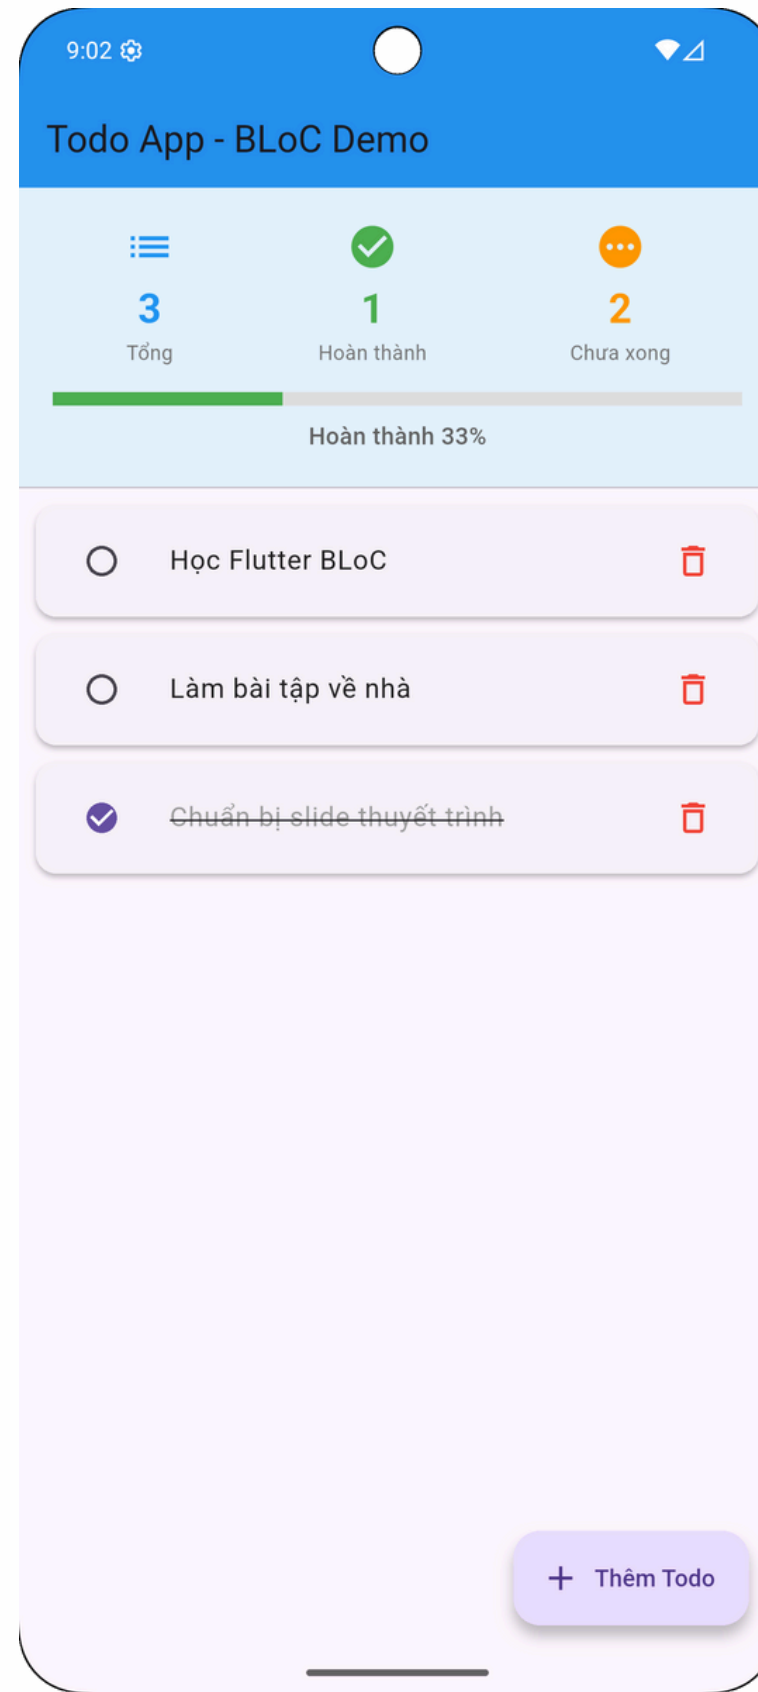 9:02
Todo App - BLoC Demo
3 1 2
Tổng Hoàn thành Chưa xong
Hoàn thành 33%
Học Flutter BLoC
Làm bài tập về nhà
Chuẩn bị slide thuyết trình
+ Thêm Todo